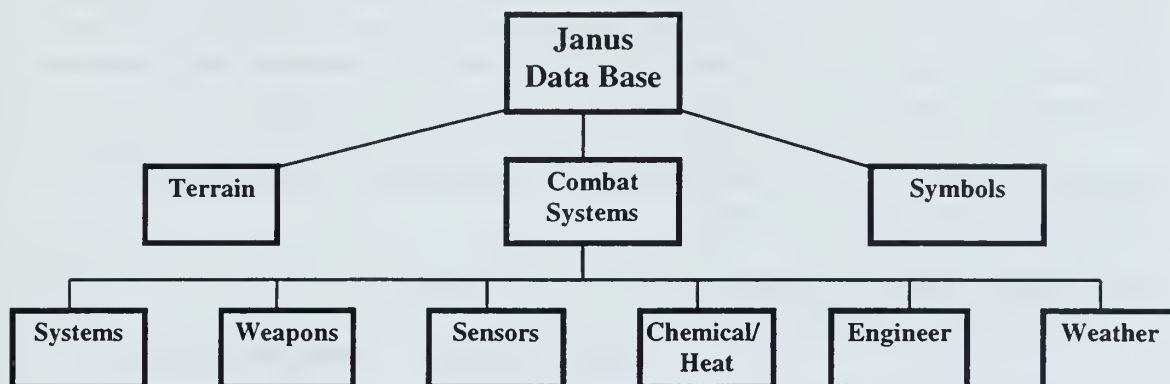 Janus
Data Base
Terrain
Combat
Systems
Symbols
Systems
Weapons
Sensors
Chemical/
Heat
Engineer
Weather